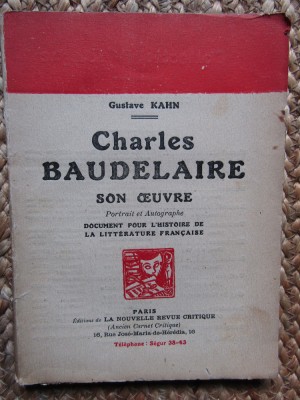 Gustave KAHN
Charles
BAUDELAIRE
SON ŒUVRE
Portrait et Autographe
DOCUMENT POUR L'HISTOIRE DE
LA LITTÉRATURE FRANÇAISE
PARIS
Éditions de LA NOUVELLE REVUE CRITIQUE
(Ancien Carnet Critique)
16, Rue José-Maria-de-Hérédia, 16
Téléphone : Ségur 38-43